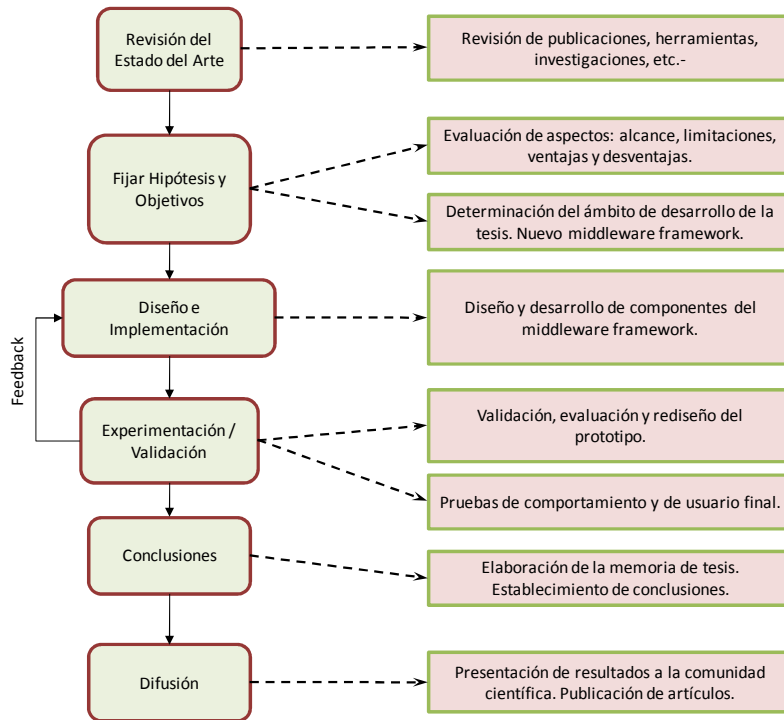 Revisión del
Estado del Arte
Revisión de publicaciones, herramientas,
investigaciones, etc.-
Fijar Hipótesis y
Objetivos
Evaluación de aspectos: alcance, limitaciones,
ventajas y desventajas.
Determinación del ámbito de desarrollo de la
tesis. Nuevo middleware framework.
Diseño e
Implementación
Diseño y desarrollo de componentes del
middleware framework.
Feedback
Experimentación /
Validación
Validación, evaluación y rediseño del
prototipo.
Pruebas de comportamiento y de usuario final.
Conclusiones
Elaboración de la memoria de tesis.
Establecimiento de conclusiones.
Difusión
Presentación de resultados a la comunidad
científica. Publicación de artículos.